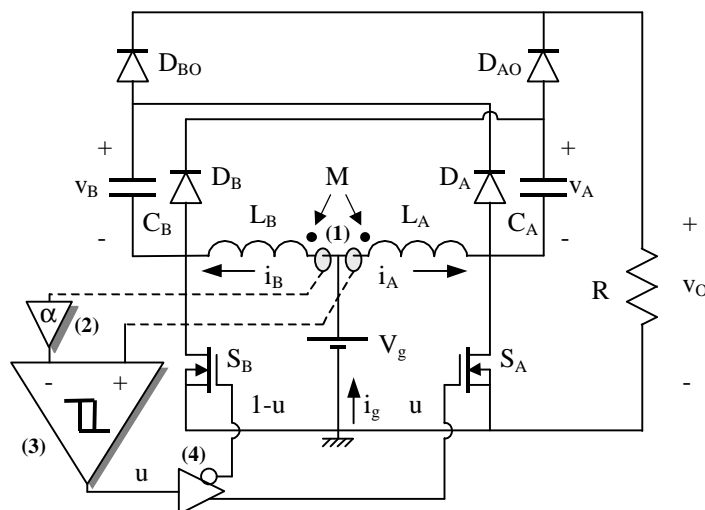 D_BO
D_AO
+
+
v_B
D_B
M
D_A
v_A
L_B
L_A
C_B
C_A
-
(1)
-
+
i_B
i_A
R
v_O
α
(2)
V_g
-
+
S_B
S_A
-
1-u
i_g
u
(3)
(4)
u